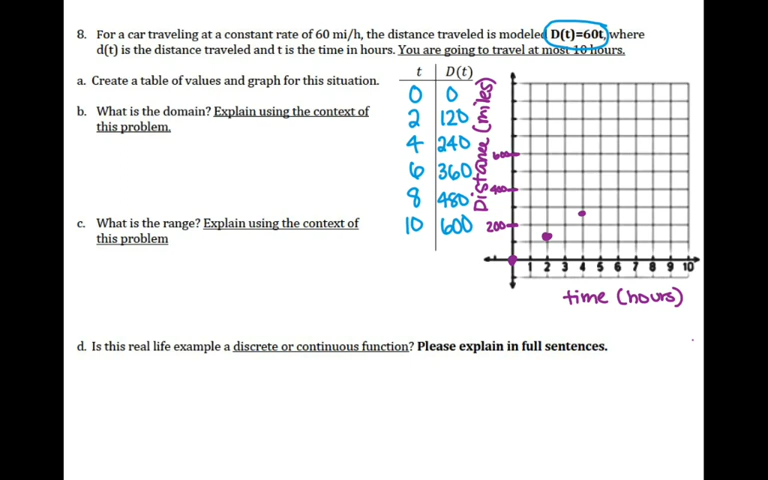 8. For a car traveling at a constant rate of 60 mi/h, the distance traveled is modeled D(t)=60t, where
d(t) is the distance traveled and t is the time in hours. You are going to travel at most 10 hours.
a. Create a table of values and graph for this situation.
b. What is the domain? Explain using the context of
this problem.
c. What is the range? Explain using the context of
this problem
t D(t)
0 0
2 120
4 240
6 360
8 480
10 600
Distance (miles)
600
400
200
1 2 3 4 5 6 7 8 9 10
time (hours)
d. Is this real life example a discrete or continuous function? Please explain in full sentences.